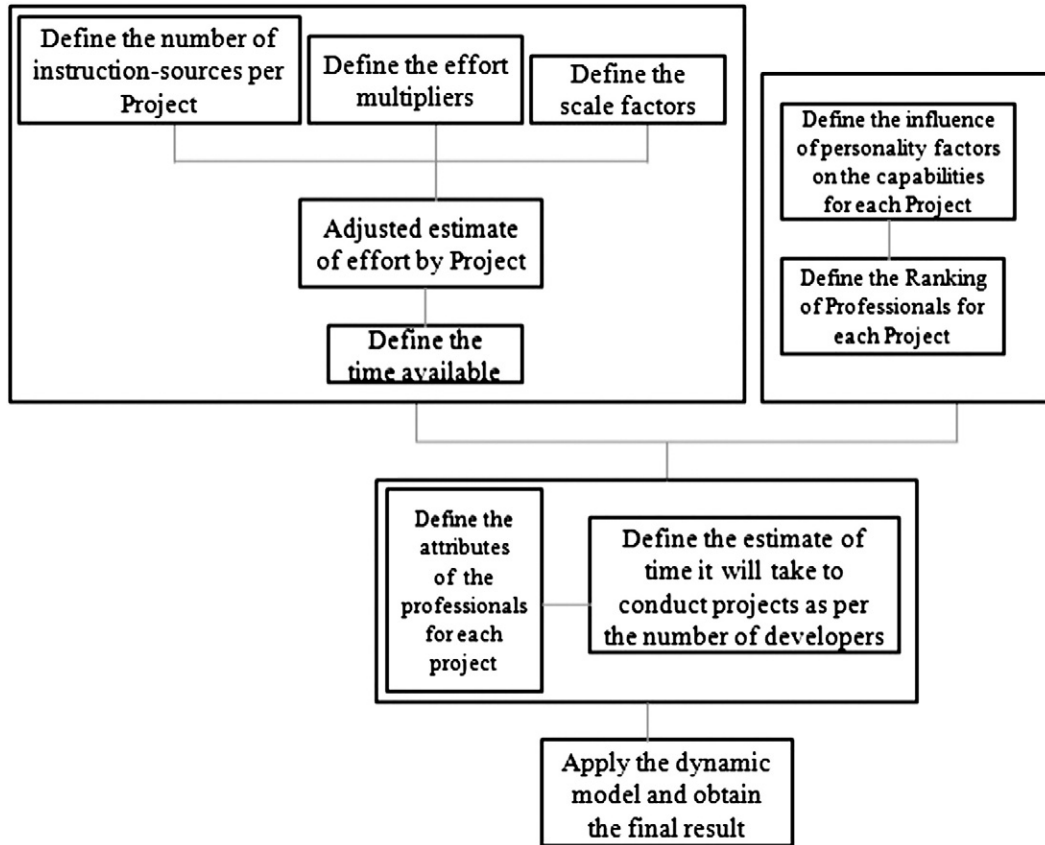 Define the number of
instruction-sources per
Project
Define the effort
multipliers
Define the
scale factors
Adjusted estimate
of effort by Project
Define the
time available
Define the influence
of personality factors
on the capabilities
for each Project
Define the Ranking
of Professionals for
each Project
Define the
attributes
of the
professionals
for each
project
Define the estimate of
time it will take to
conduct projects as per
the number of developers
Apply the dynamic
model and obtain
the final result